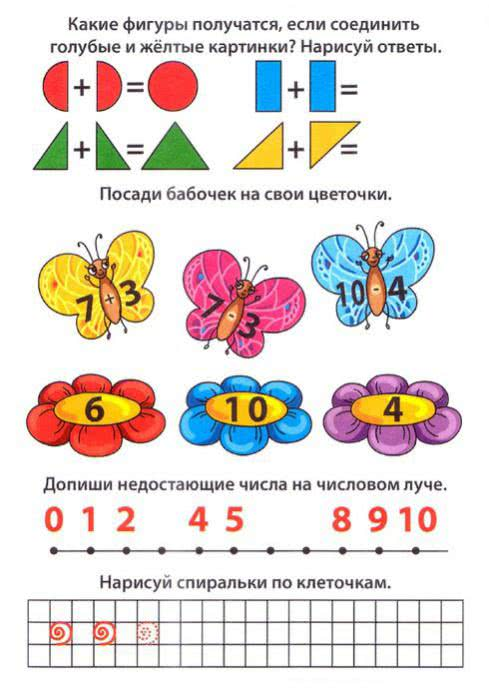 Какие фигуры получатся, если соединить
голубые и жёлтые картинки? Нарисуй ответы.
+ = + =
+ = + =
Посади бабочек на свои цветочки.
7 + 3 7 - 3 10 - 4
6 10 4
Допиши недостающие числа на числовом луче.
0 1 2 4 5 8 9 10
Нарисуй спиральки по клеточкам.